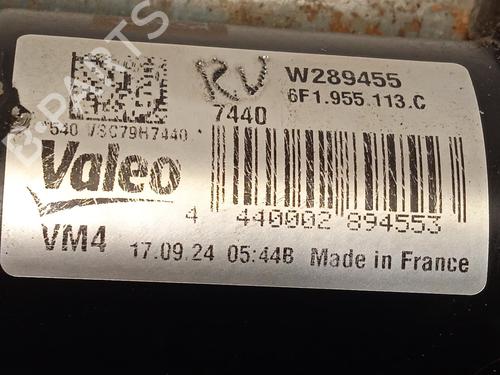 RV
W289455
6F1.955.113.C
7440
*540 VSC79H7440
Valeo
4 440002 894553
VM4 17.09.24 05:44B Made in France
B-PARTS